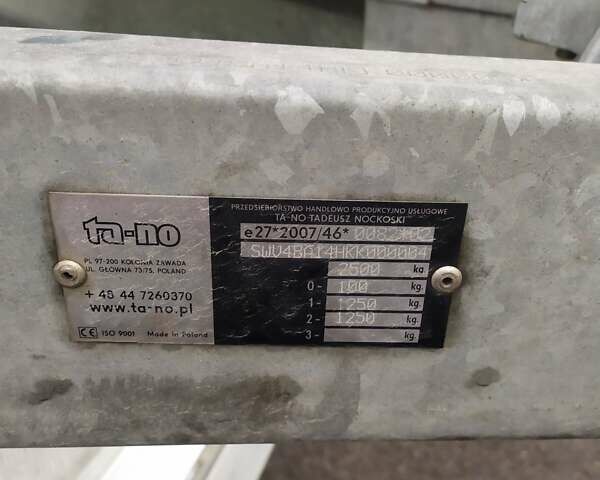 ta-no
PL 97-200 KOLONIA ZAWADA
UL. GŁÓWNA 73/75, POLAND
+ 48 44 7260370
www.ta-no.pl
CE ISO 9001 Made in Poland
PRZEDSIĘBIORSTWO HANDLOWO PRODUKCYJNO USŁUGOWE
TA-NO TADEUSZ NOCKOSKI
e27*2007/46*
2500 kg
0- 100 kg
1- 1250 kg
2- 1250 kg
3-